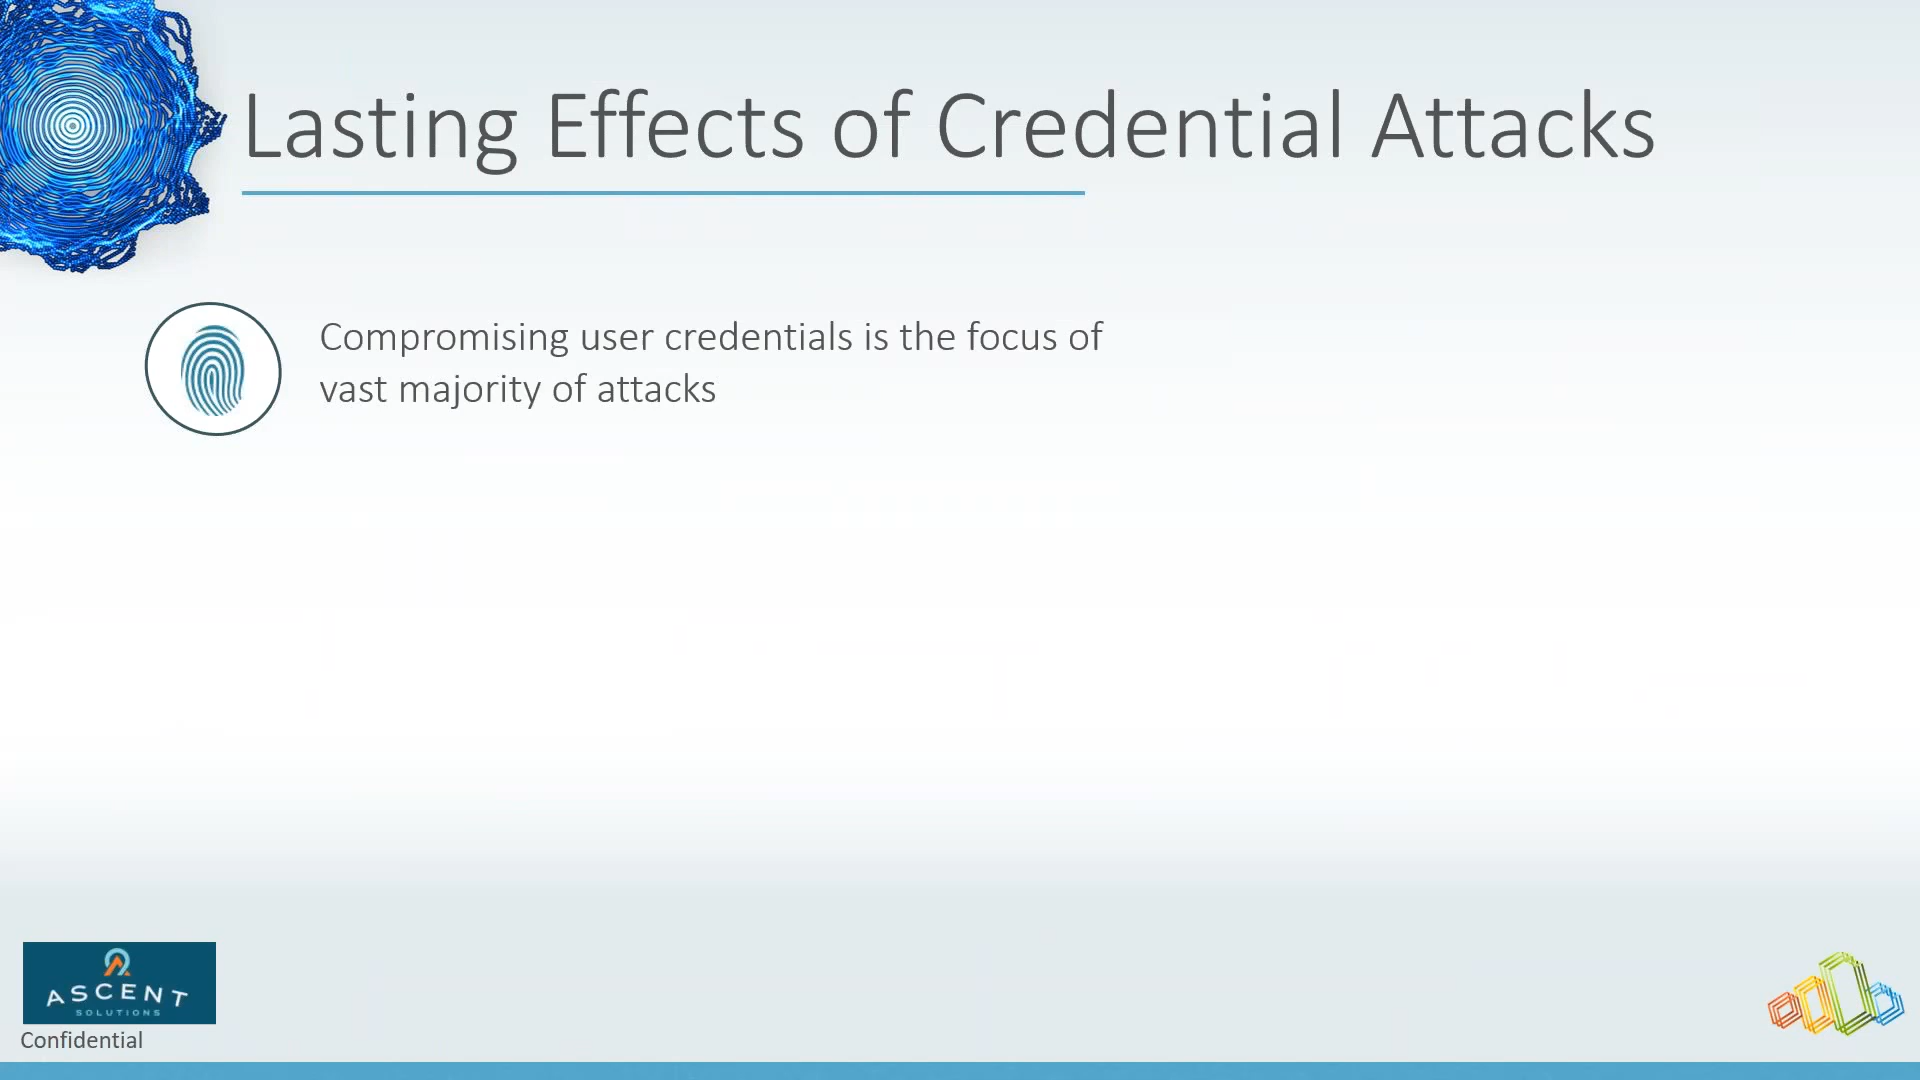 Lasting Effects of Credential Attacks
Compromising user credentials is the focus of
vast majority of attacks
ASCENT
SOLUTIONS
Confidential